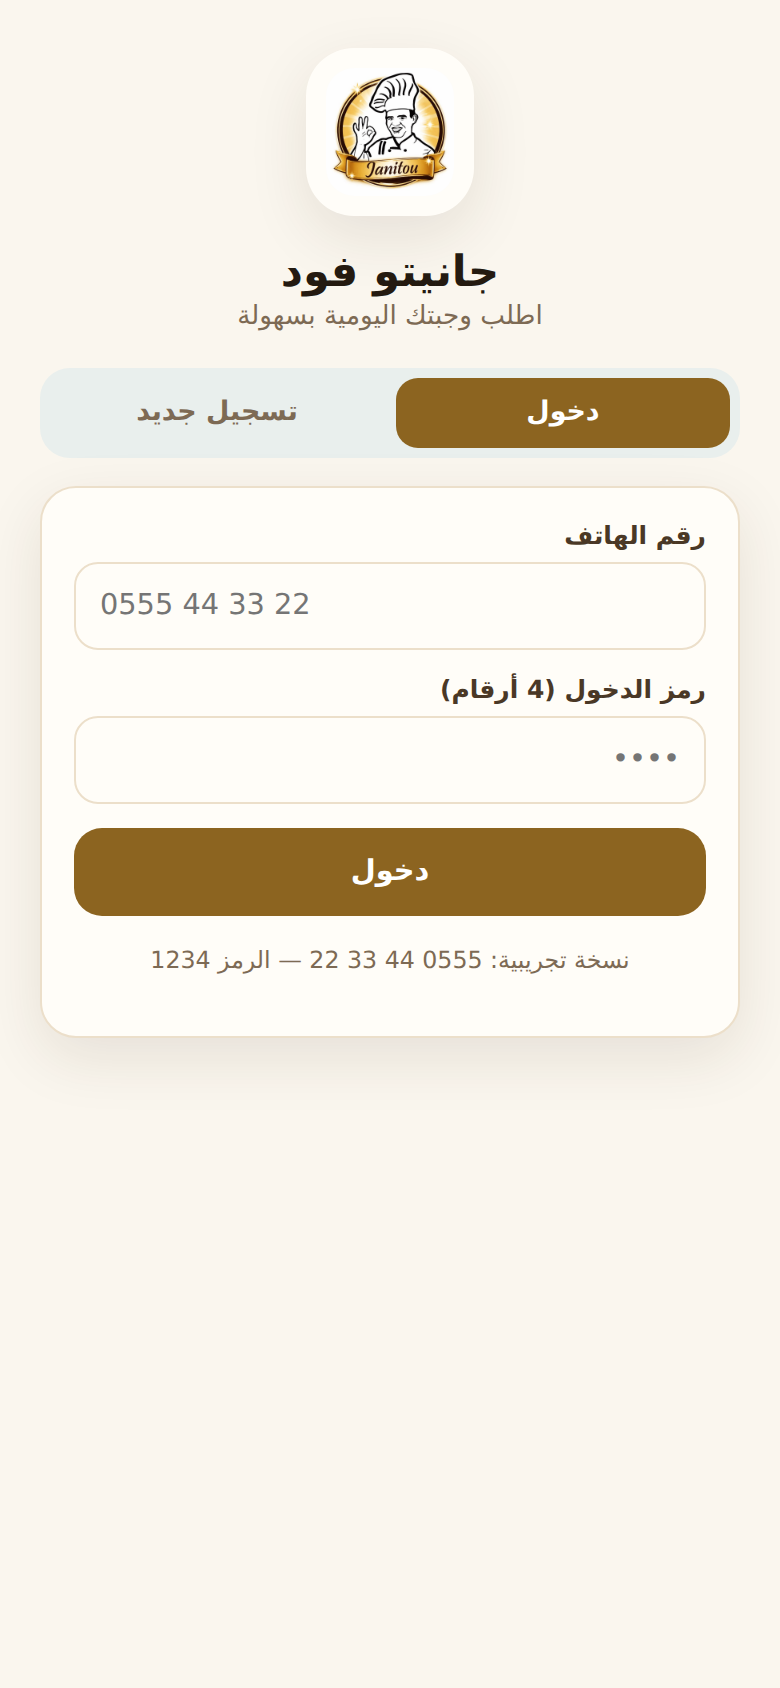 Janitou
جانيتو فود
اطلب وجبتك اليومية بسهولة
دخول
تسجيل جديد
رقم الهاتف
0555 44 33 22
رمز الدخول (4 أرقام)
••••
دخول
نسخة تجريبية: 0555 44 33 22 — الرمز 1234